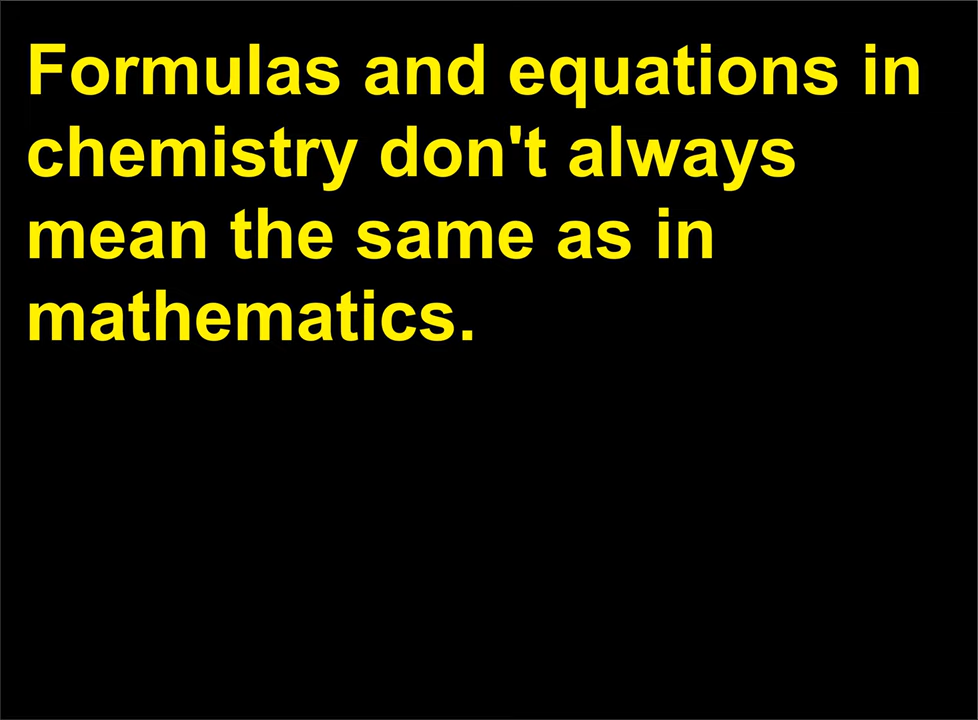 Formulas and equations in
chemistry don't always
mean the same as in
mathematics.